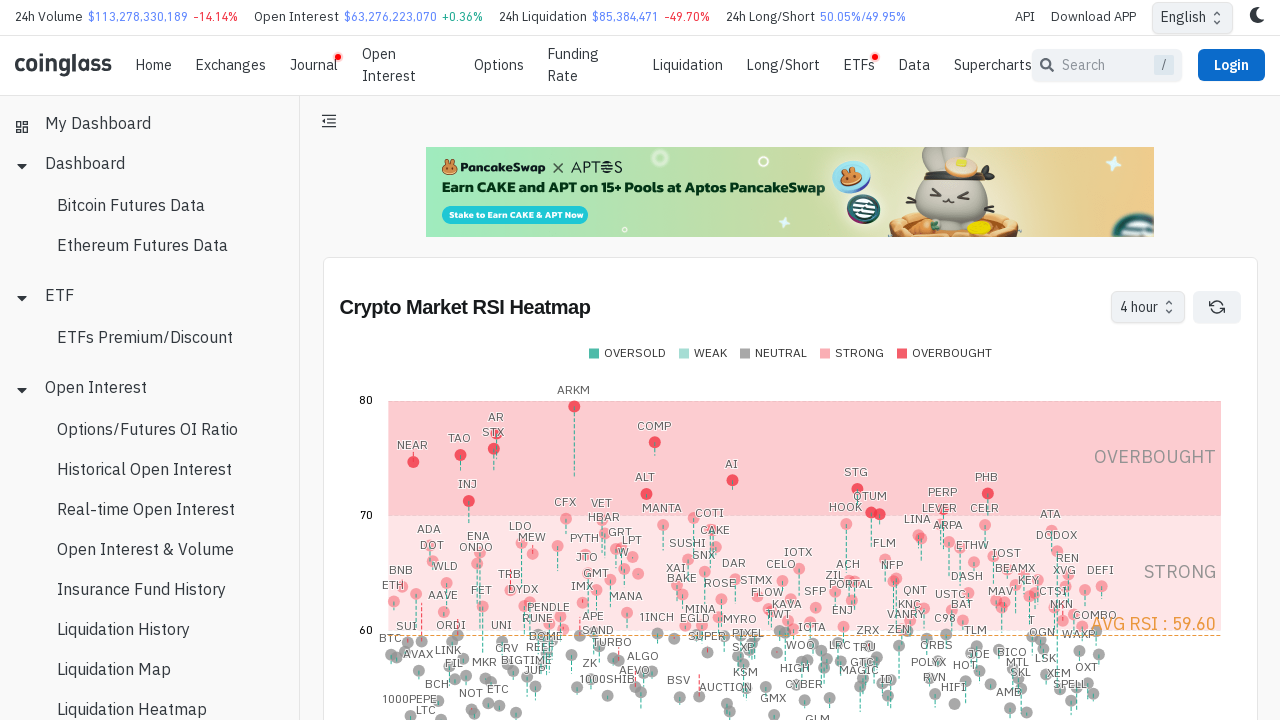 24h Volume $113,278,330,189 -14.14% Open Interest $63,276,223,070 +0.36% 24h Liquidation $85,384,471 -49.70% 24h Long/Short 50.05%/49.95% API Download APP English
coinglass Home Exchanges Journal Open Interest Options Funding Rate Liquidation Long/Short ETFs Data Supercharts Search / Login
My Dashboard
Dashboard
Bitcoin Futures Data
Ethereum Futures Data
ETF
ETFs Premium/Discount
Open Interest
Options/Futures OI Ratio
Historical Open Interest
Real-time Open Interest
Open Interest & Volume
Insurance Fund History
Liquidation History
Liquidation Map
Liquidation Heatmap
PancakeSwap X APTOS
Earn CAKE and APT on 15+ Pools at Aptos PancakeSwap
Stake to Earn CAKE & APT Now
Crypto Market RSI Heatmap 4 hour
OVERSOLD WEAK NEUTRAL STRONG OVERBOUGHT
80
ARKM
NEAR TAO AR STX COMP AI OVERBOUGHT
INJ ALT STG QTUM PHB
CFX VET MANTA HOOK PERP CELR
70
HBAR COTI LEVER ATA
ADA LDO GRT CAKE LINA ARPA
DOT ENA MEW PYTH LPT SUSHI FLM ETHW DODOX
ONDO JTO SNX IOTX IOST REN
BNB WLD TRB GMT XAI DAR CELO ACH NFP BEAMX XVG DEFI STRONG
ETH AAVE FET DYDX IMX MANA BAKE ROSE STMX FLOW SFP ZIL PORTAL QNT DASH USTC MAV KEY CTSI
SUI ORDI UNI PENDLE RUNE APE 1INCH MINA EGLD MYRO KAVA TWT ENJ KNC VANRY BAT C98 T NKN COMBO
60
AVG RSI : 59.60
BTC BOME SAND SUPER PIXEL IOTA ZRX ZEN TLM OGN WAXP
AVAX LINK CRV REEF TURBO SXP WOO LRC TRU ORBS BICO LSK
FIL MKR BIGTIME ZK ALGO HIGH GTC POLYX HOT JOE MTL OXT
BCH JUP AEVO KSM MAGIC RVN SKL XEM
NOT ETC 1000SHIB BSV AUCTION CYBER ID HIFI AMB SPELL
1000PEPE GMX
LTC GLM